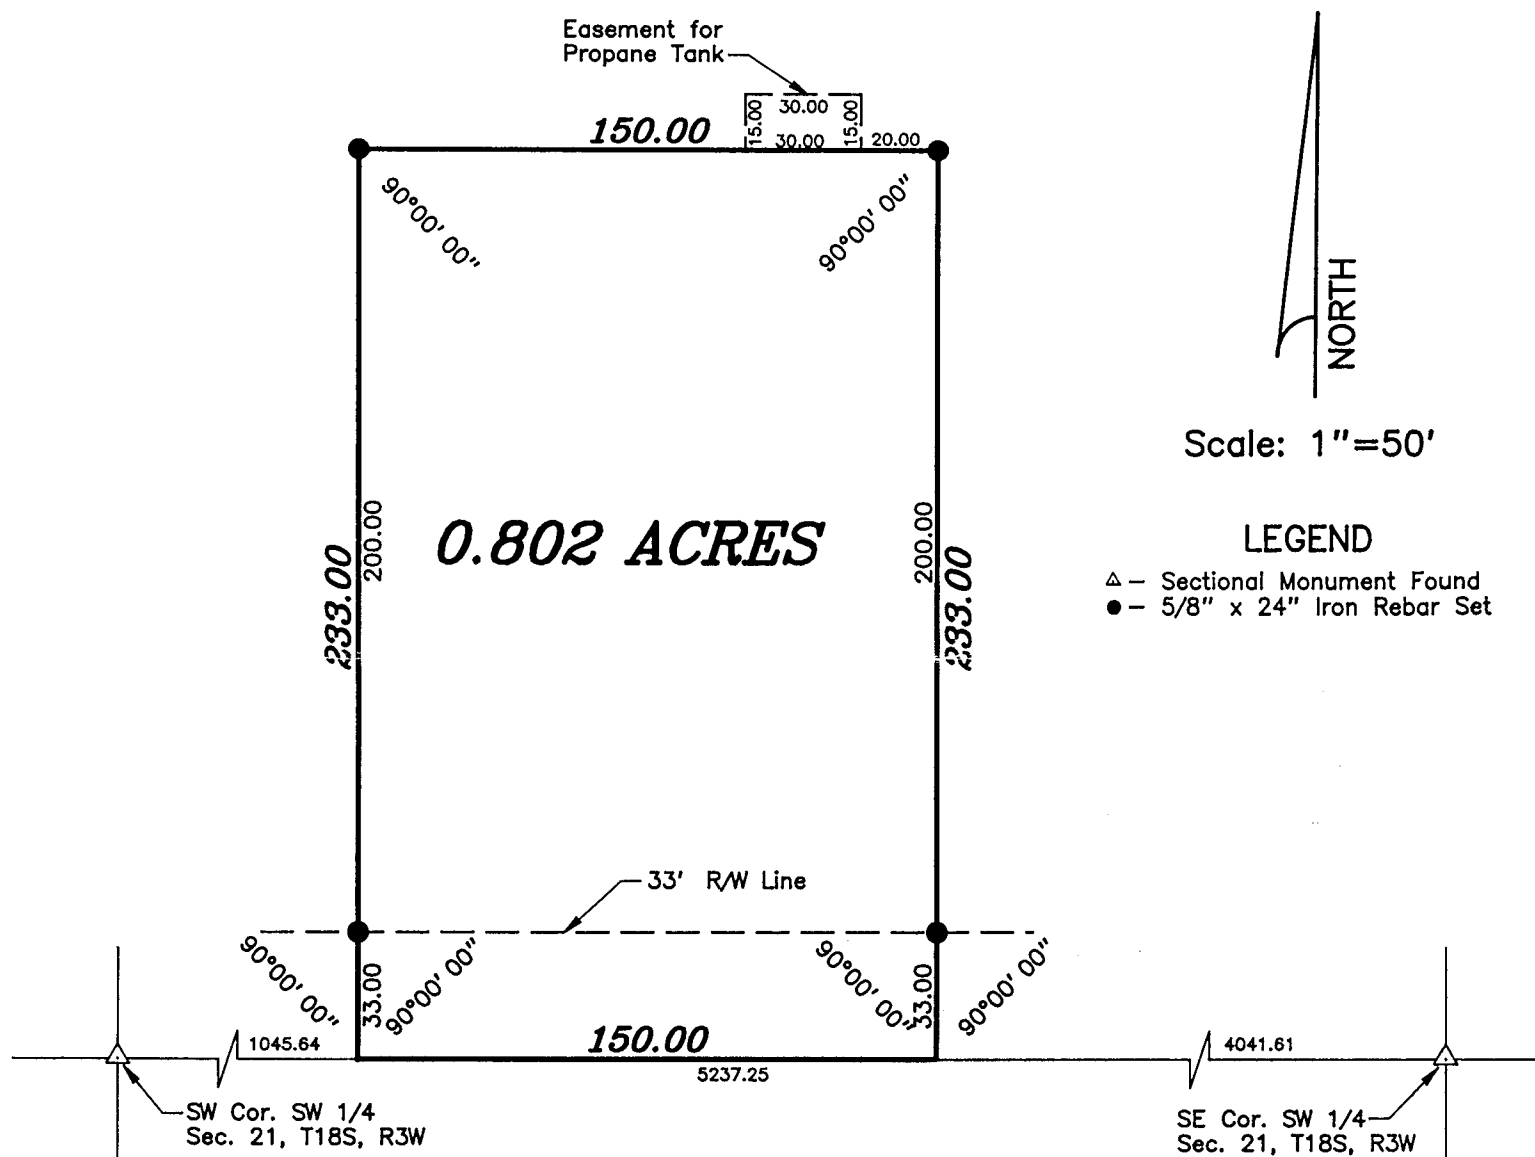 Easement for
Propane Tank
15.00
30.00
15.00
150.00
30.00
20.00
90°00' 00"
90°00' 00"
NORTH
Scale: 1"=50'
LEGEND
△ – Sectional Monument Found
● – 5/8" x 24" Iron Rebar Set
0.802 ACRES
233.00
200.00
200.00
233.00
33' R/W Line
90°00' 00"
33.00
90°00' 00"
90°00' 00"
33.00
90°00' 00"
1045.64
150.00
4041.61
5237.25
SW Cor. SW 1/4
Sec. 21, T18S, R3W
SE Cor. SW 1/4
Sec. 21, T18S, R3W